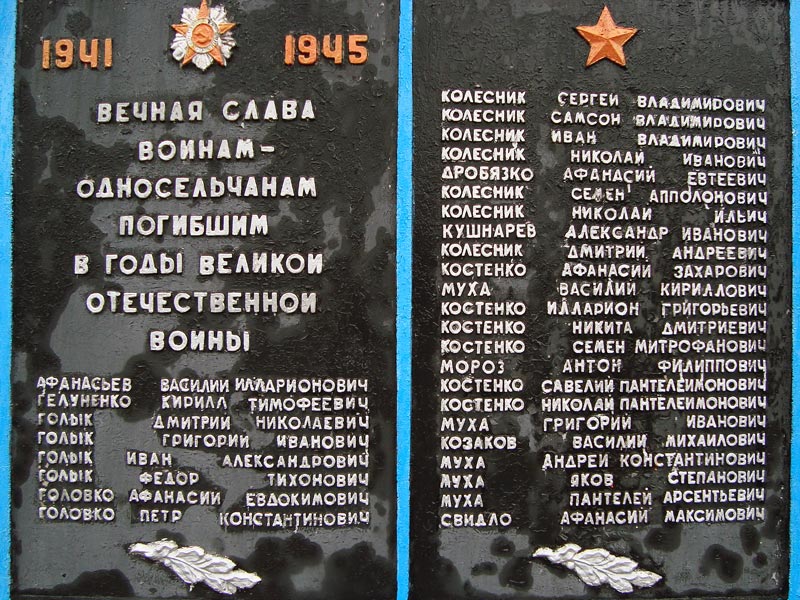 1941 1945
ВЕЧНАЯ СЛАВА
ВОИНАМ-
ОДНОСЕЛЬЧАНАМ
ПОГИБШИМ
В ГОДЫ ВЕЛИКОЙ
ОТЕЧЕСТВЕННОЙ
ВОЙНЫ
АФАНАСЬЕВ ВАСИЛИЙ ИЛЛАРИОНОВИЧ
ГЕЛУНЕНКО КИРИЛЛ ТИМОФЕЕВИЧ
ГОЛЫК ДМИТРИЙ НИКОЛАЕВИЧ
ГОЛЫК ГРИГОРИЙ ИВАНОВИЧ
ГОЛЫК ИВАН АЛЕКСАНДРОВИЧ
ГОЛЫК ФЕДОР ТИХОНОВИЧ
ГОЛОВКО АФАНАСИЙ ЕВДОКИМОВИЧ
ГОЛОВКО ПЕТР КОНСТАНТИНОВИЧ
КОЛЕСНИК СЕРГЕЙ ВЛАДИМИРОВИЧ
КОЛЕСНИК САМСОН ВЛАДИМИРОВИЧ
КОЛЕСНИК ИВАН ВЛАДИМИРОВИЧ
КОЛЕСНИК НИКОЛАЙ ИВАНОВИЧ
ДРОБЯЗКО АФАНАСИЙ ЕВТЕЕВИЧ
КОЛЕСНИК СЕМЕН АППОЛОНОВИЧ
КОЛЕСНИК НИКОЛАЙ ИЛЬИЧ
КУШНАРЕВ АЛЕКСАНДР ИВАНОВИЧ
КОЛЕСНИК ДМИТРИЙ АНДРЕЕВИЧ
КОСТЕНКО АФАНАСИЙ ЗАХАРОВИЧ
МУХА ВАСИЛИЙ КИРИЛЛОВИЧ
КОСТЕНКО ИЛЛАРИОН ГРИГОРЬЕВИЧ
КОСТЕНКО НИКИТА ДМИТРИЕВИЧ
КОСТЕНКО СЕМЕН МИТРОФАНОВИЧ
МОРОЗ АНТОН ФИЛИППОВИЧ
КОСТЕНКО САВЕЛИЙ ПАНТЕЛЕИМОНОВИЧ
КОСТЕНКО НИКОЛАЙ ПАНТЕЛЕИМОНОВИЧ
МУХА ГРИГОРИЙ ИВАНОВИЧ
КОЗАКОВ ВАСИЛИЙ МИХАИЛОВИЧ
МУХА АНДРЕЙ КОНСТАНТИНОВИЧ
МУХА ЯКОВ СТЕПАНОВИЧ
МУХА ПАНТЕЛЕЙ АРСЕНТЬЕВИЧ
СВИДЛО АФАНАСИЙ МАКСИМОВИЧ